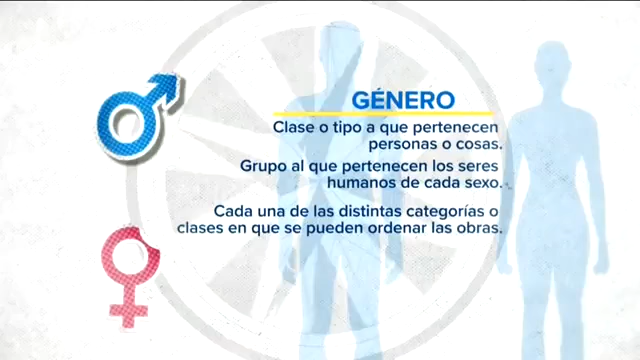 GÉNERO
Clase o tipo a que pertenecen
personas o cosas.
Grupo al que pertenecen los seres
humanos de cada sexo.
Cada una de las distintas categorías o
clases en que se pueden ordenar las obras.